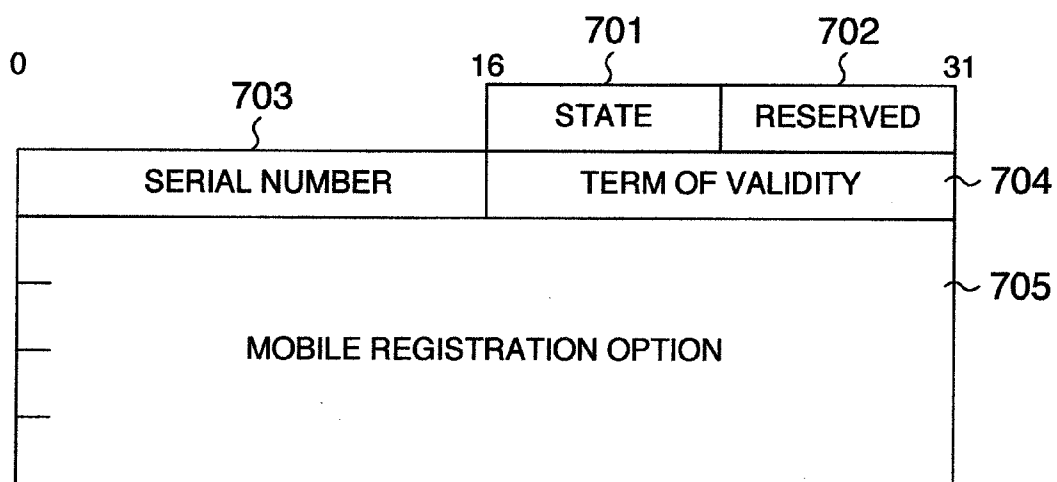 701 702
0 16 31
703 STATE RESERVED
SERIAL NUMBER TERM OF VALIDITY 704
705
MOBILE REGISTRATION OPTION